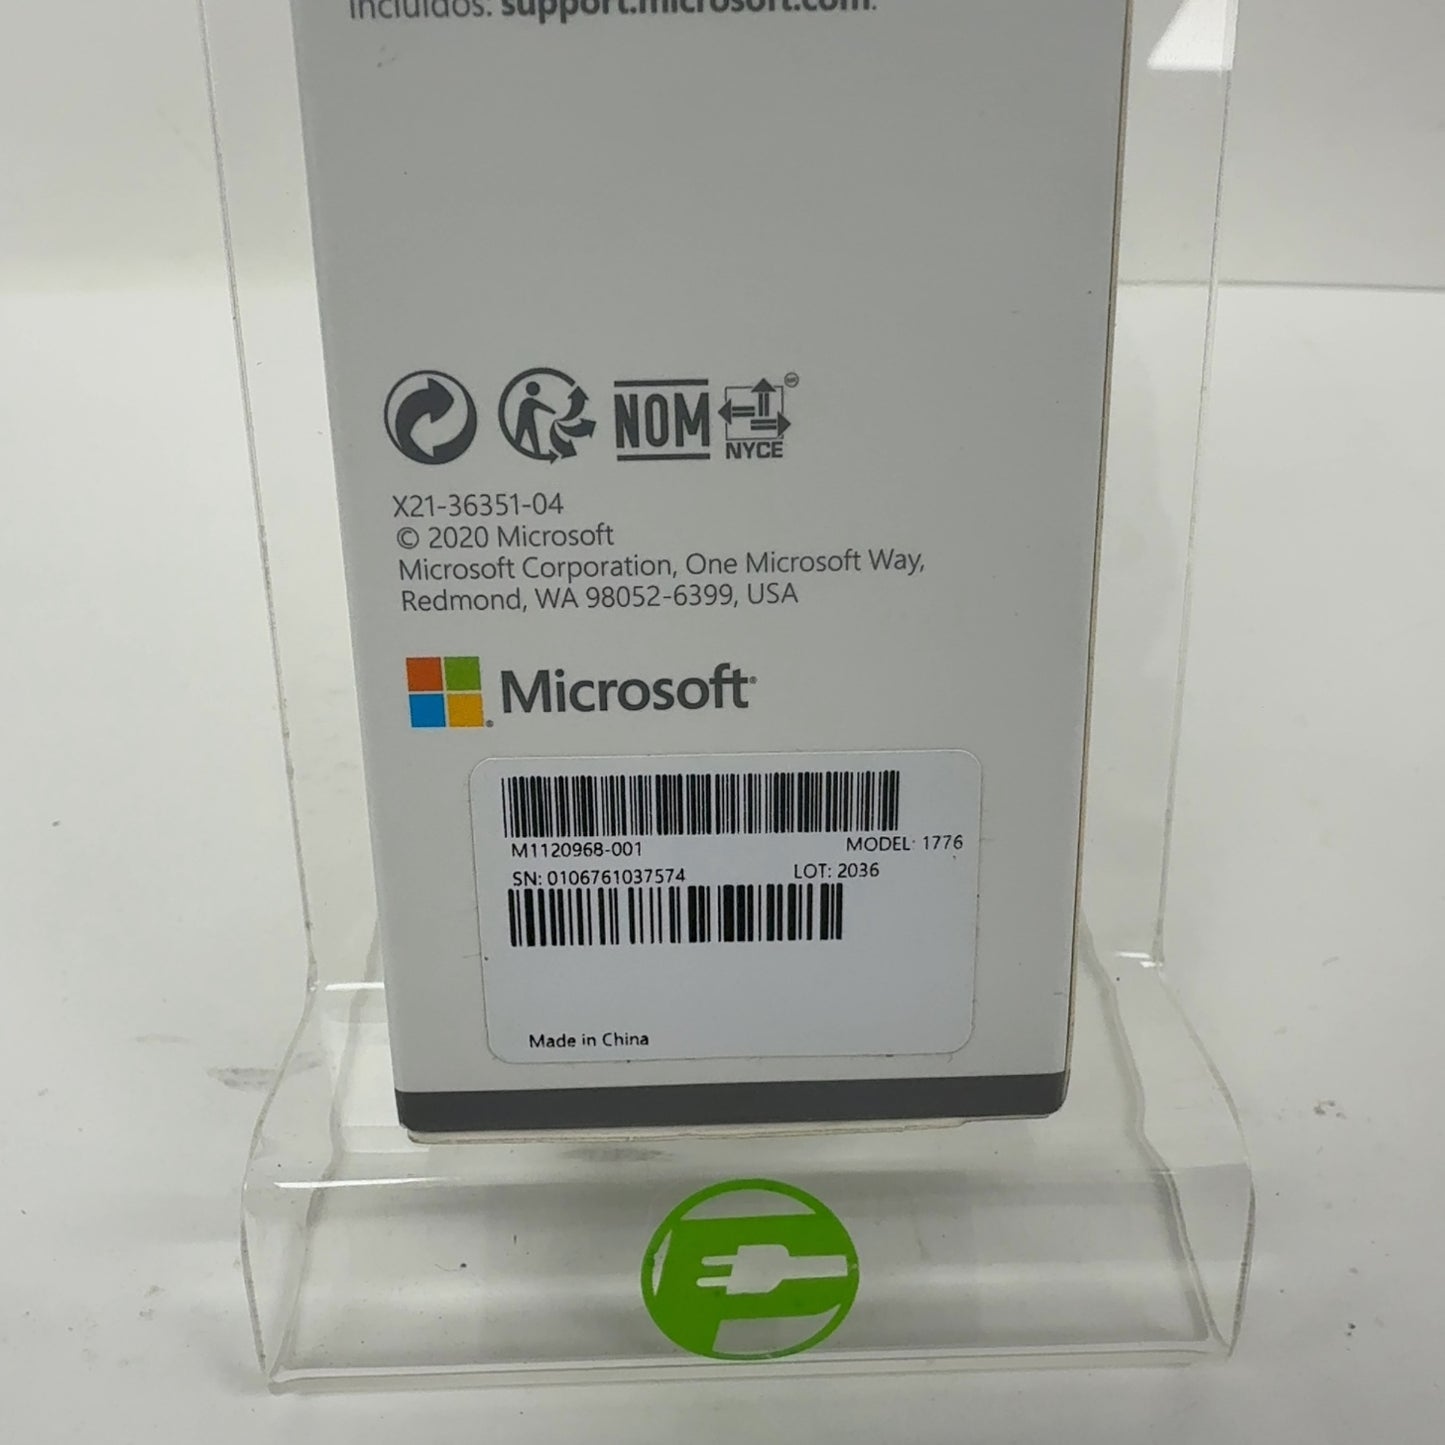 incluidos: support.microsoft.com.
NOM
NYCE
X21-36351-04
© 2020 Microsoft
Microsoft Corporation, One Microsoft Way,
Redmond, WA 98052-6399, USA
Microsoft
M1120968-001 MODEL: 1776
SN: 0106761037574 LOT: 2036
Made in China